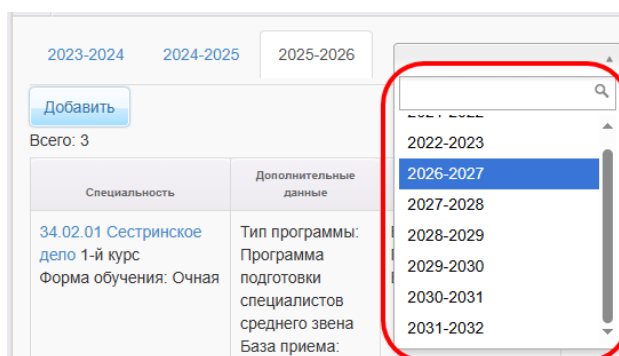 2023-2024 2024-2025 2025-2026
Добавить
Всего: 3
Специальность
Дополнительные
данные
34.02.01 Сестринское
дело 1-й курс
Форма обучения: Очная
Тип программы:
Программа
подготовки
специалистов
среднего звена
База приема:
2022-2023
2026-2027
2027-2028
2028-2029
2029-2030
2030-2031
2031-2032